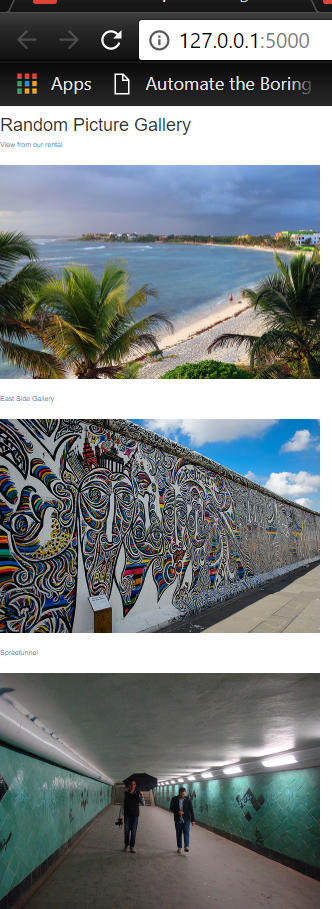 127.0.0.1:5000
Apps
Automate the Boring
Random Picture Gallery
View from our rental
East Side Gallery
Spreetunnel